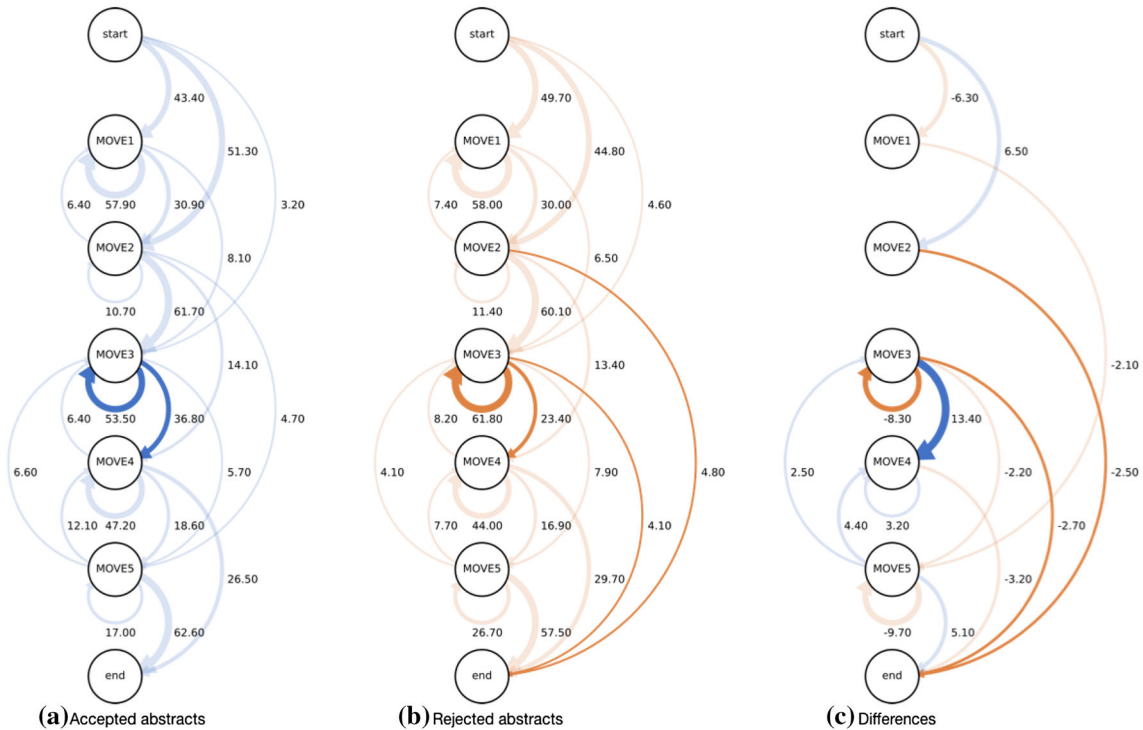 start
43.40
MOVE1
51.30
6.40 57.90 30.90 3.20
MOVE2
8.10
10.70 61.70
MOVE3
14.10
6.40 53.50 36.80 4.70
MOVE4
6.60 5.70
12.10 47.20 18.60
MOVE5
26.50
17.00 62.60
end
(a) Accepted abstracts
start
49.70
MOVE1
44.80
7.40 58.00 30.00 4.60
MOVE2
6.50
11.40 60.10
MOVE3
13.40
8.20 61.80 23.40
MOVE4
4.10 7.90 4.80
7.70 44.00 16.90 4.10
MOVE5
29.70
26.70 57.50
end
(b) Rejected abstracts
start
-6.30
MOVE1
6.50
MOVE2
MOVE3
-2.10
-8.30 13.40
MOVE4
2.50 -2.20 -2.50
4.40 3.20 -2.70
MOVE5
-3.20
-9.70 5.10
end
(c) Differences